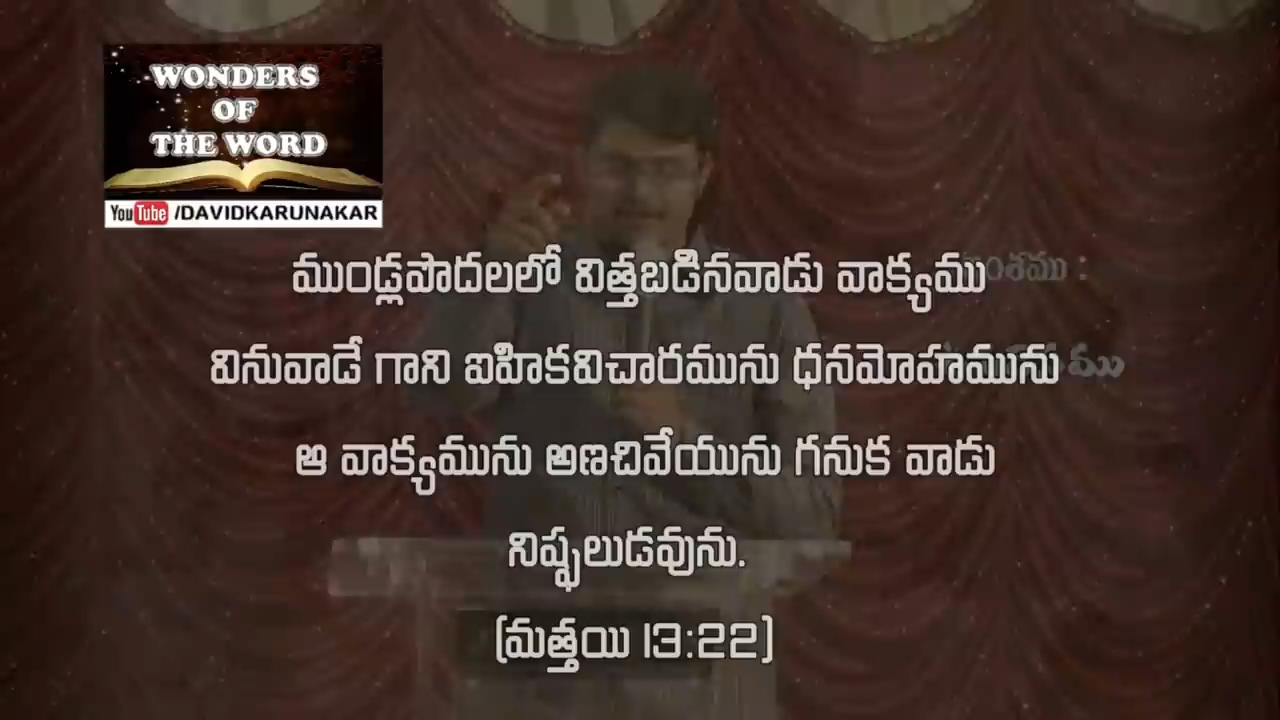 WONDERS
OF
THE WORD
YouTube /DAVIDKARUNAKAR
ముండ్లపొదలలో విత్తబడినవాడు వాక్యము
వినువాడే గాని ఐహికవిచారమును ధనమోహమును
ఆ వాక్యమును అణచివేయును గనుక వాడు
నిష్ఫలుడవును.
(మత్తయి 13:22)